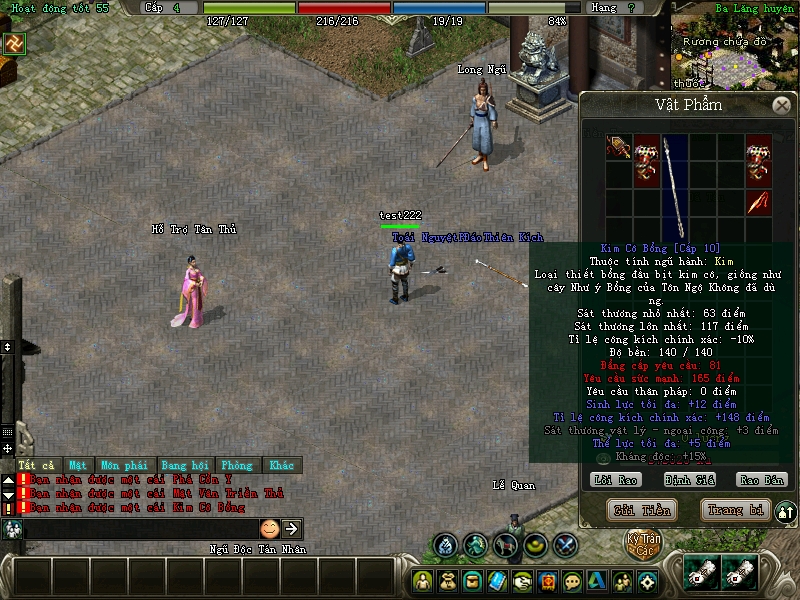 Hoạt động tốt 55
Cấp 4
127/127
216/216
19/19
84%
Hạng ?
Ba Lăng huyện
Rương chứa đồ
thuốc
Long Ngũ
Vật Phẩm
Hỗ Trợ Tân Thủ
test222
Toái Nguyệt
Thiên Kích
Kim Cô Bổng [Cấp 10]
Thuộc tính ngũ hành: Kim
Loại thiết bổng đầu bịt kim cô, giống như
cây Như ý Bổng của Tôn Ngộ Không đã dù
ng.
Sát thương nhỏ nhất: 63 điểm
Sát thương lớn nhất: 117 điểm
Tỉ lệ công kích chính xác: -10%
Độ bền: 140 / 140
Đẳng cấp yêu cầu: 81
Yêu cầu sức mạnh: 165 điểm
Yêu cầu thân pháp: 0 điểm
Sinh lực tối đa: +12 điểm
Tỉ lệ công kích chính xác: +148 điểm
Sát thương vật lý - ngoại công: +3 điểm
Thể lực tối đa: +5 điểm
Kháng độc: +15%
Lời Rao
Định Giá
Rao Bán
Gửi Tiền
Trang bị
Tất cả
Mật
Môn phái
Bang hội
Phòng
Khác
Bạn nhận được một cái Phá Côn Y
Bạn nhận được một cái Mật Vân Triền Thủ
Bạn nhận được một cái Kim Cô Bổng
Lễ Quan
Ngũ Độc Tân Nhân
Kỳ Trân
Các